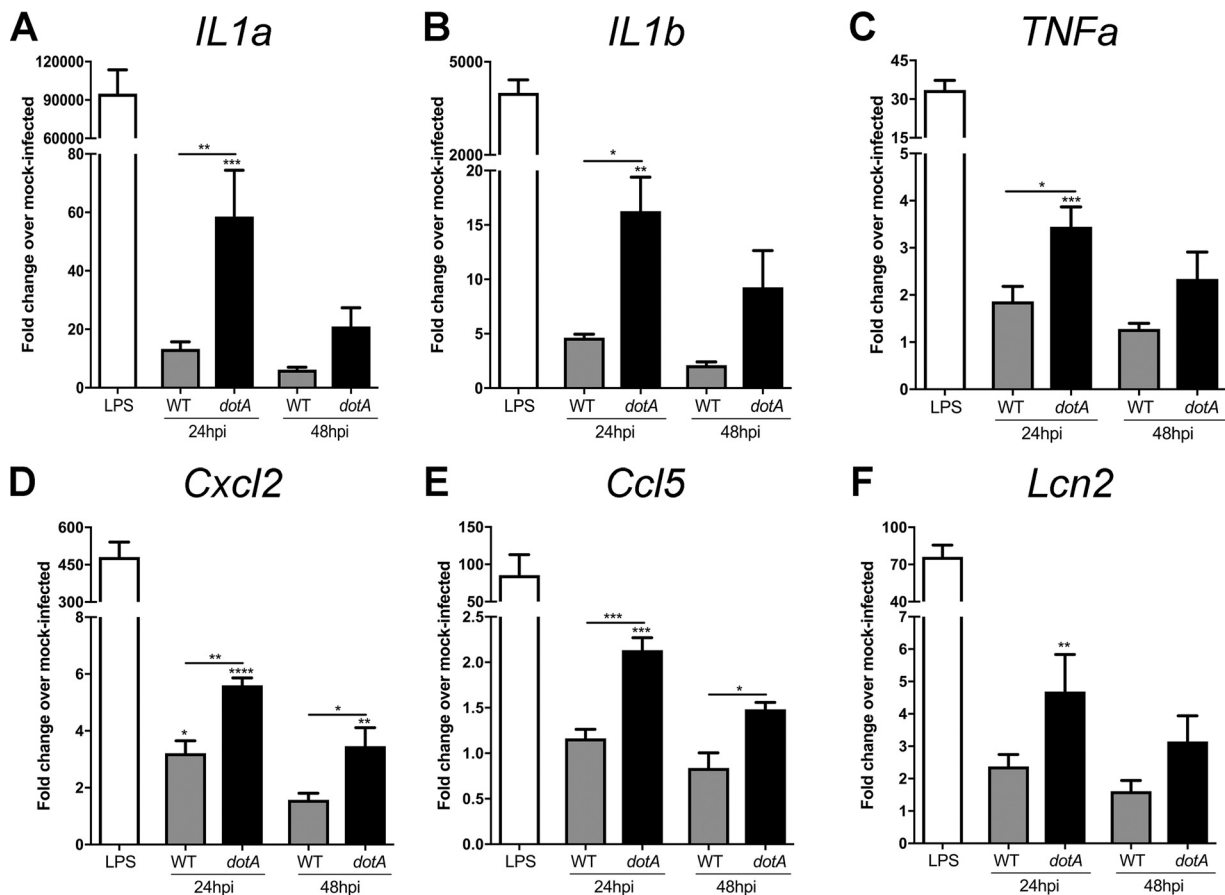 A
IL1a
Fold change over mock-infected
120000
90000
60000
80
60
40
20
0
**
***
LPS
WT
dotA
WT
dotA
24hpi
48hpi
B
IL1b
Fold change over mock-infected
5000
2000
20
15
10
5
0
*
**
LPS
WT
dotA
WT
dotA
24hpi
48hpi
C
TNFa
Fold change over mock-infected
45
30
15
5
4
3
2
1
0
*
***
LPS
WT
dotA
WT
dotA
24hpi
48hpi
D
Cxcl2
Fold change over mock-infected
600
450
300
8
6
4
2
0
*
**
****
*
**
LPS
WT
dotA
WT
dotA
24hpi
48hpi
E
Ccl5
Fold change over mock-infected
150
100
50
2.5
2.0
1.5
1.0
0.5
0.0
***
***
*
LPS
WT
dotA
WT
dotA
24hpi
48hpi
F
Lcn2
Fold change over mock-infected
100
70
40
7
6
5
4
3
2
1
0
**
LPS
WT
dotA
WT
dotA
24hpi
48hpi